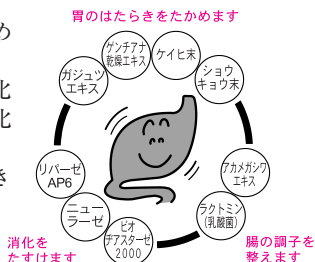 胃のはたらきをたかめます
め
化
化
き
ゲンチアナ
乾燥エキス
ケイヒ末
ガジュツ
エキス
ショウ
キョウ末
リパーゼ
AP6
アカメガシワ
エキス
ニュー
ラーゼ
ラクトミン
(乳酸菌)
ビオ
ヂアスターゼ
2000
消化を
たすけます
腸の調子を
整えます